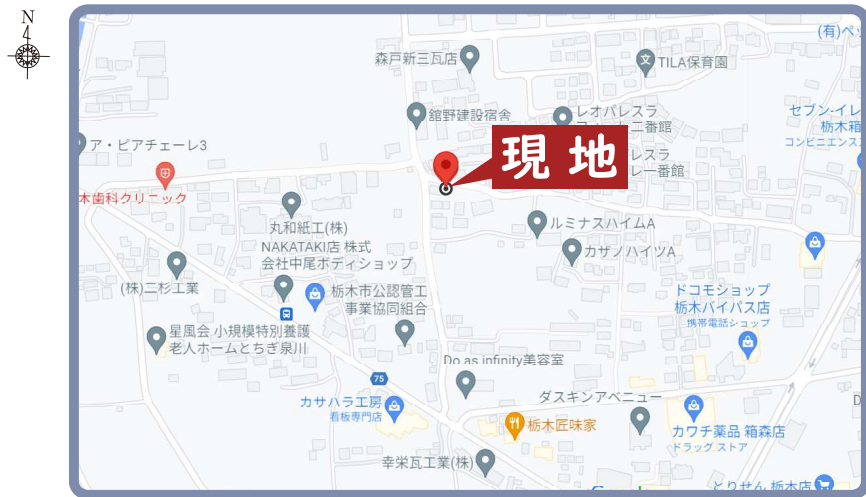 N
(有)ペッ
森戸新三瓦店
TILA保育園
舘野建設宿舎
レオパレスラ
二番館
セブン-イレ
栃木箱
コンビニエンス
ア・ピアチェーレ3
現地
レスラ
一番館
木歯科クリニック
丸和紙工(株)
ルミナスハイムA
NAKATAKI店 株式
会社中尾ボディショップ
カザノハイツA
(株)二杉工業
栃木市公認管工
事業協同組合
ドコモショップ
栃木バイパス店
携帯電話ショップ
星風会 小規模特別養護
老人ホームとちぎ泉川
Do as infinity美容室
75
カサハラ工房
看板専門店
ダスキンアベニュー
D
栃木匠味家
カワチ薬品 箱森店
ドラッグ ストア
幸栄瓦工業(株)
とりせん 栃木店